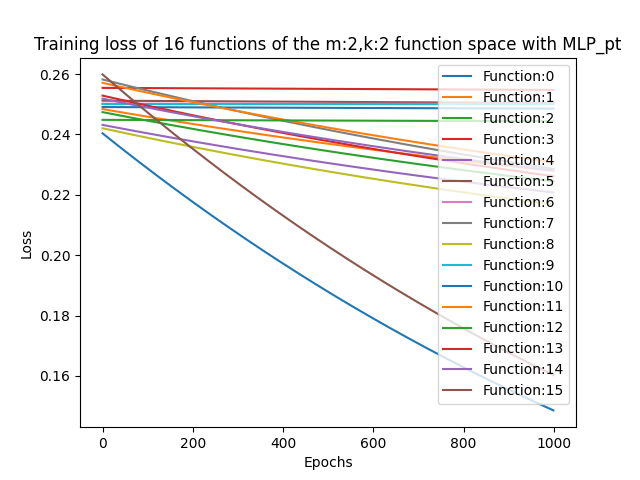 Training loss of 16 functions of the m:2,k:2 function space with MLP_pt
0.26
0.24
0.22
0.20
0.18
0.16
Loss
0
200
400
600
800
1000
Epochs
Function:0
Function:1
Function:2
Function:3
Function:4
Function:5
Function:6
Function:7
Function:8
Function:9
Function:10
Function:11
Function:12
Function:13
Function:14
Function:15